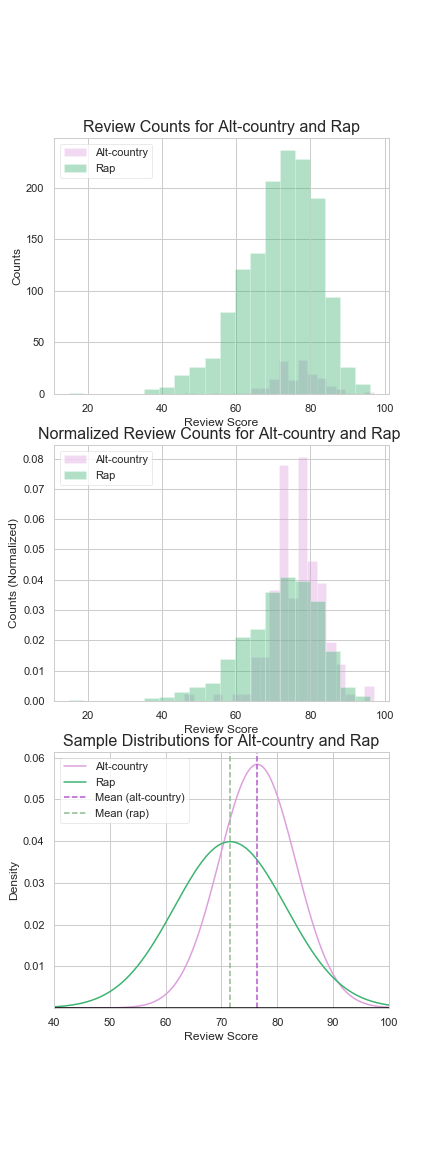 Review Counts for Alt-country and Rap
Alt-country
Rap
Counts
200
150
100
50
0
20 40 60 80 100
Review Score
Normalized Review Counts for Alt-country and Rap
Alt-country
Rap
Counts (Normalized)
0.08
0.07
0.06
0.05
0.04
0.03
0.02
0.01
0.00
20 40 60 80 100
Review Score
Sample Distributions for Alt-country and Rap
Alt-country
Rap
Mean (alt-country)
Mean (rap)
Density
0.06
0.05
0.04
0.03
0.02
0.01
40 50 60 70 80 90 100
Review Score